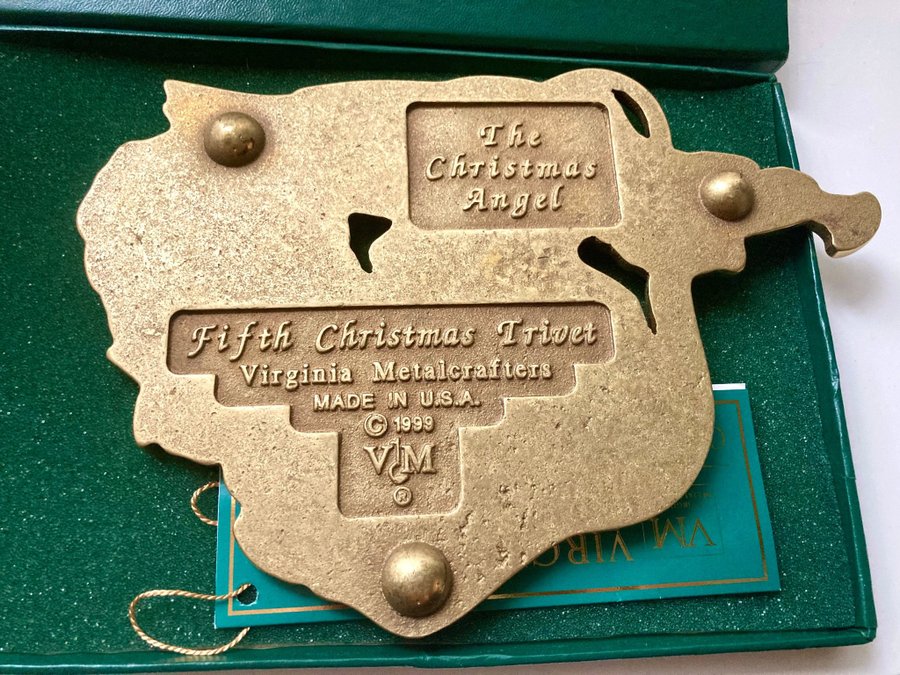 The
Christmas
Angel
Fifth Christmas Trivet
Virginia Metalcrafters
MADE IN U.S.A.
© 1999
VM
®
VM VIRG